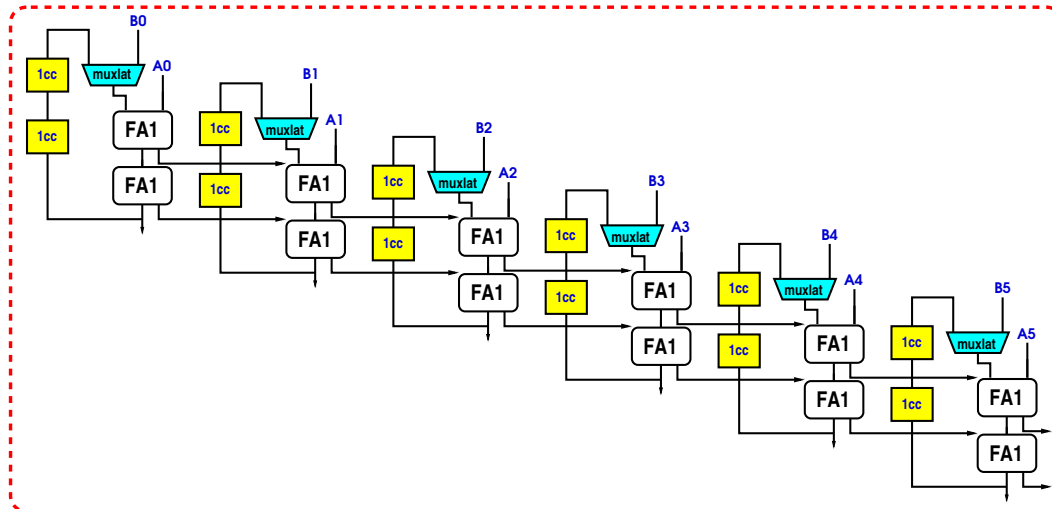 B0
muxlat
A0
1cc
1cc
FA1
FA1
B1
muxlat
A1
1cc
1cc
FA1
FA1
B2
muxlat
A2
1cc
1cc
FA1
FA1
B3
muxlat
A3
1cc
1cc
FA1
FA1
B4
muxlat
A4
1cc
1cc
FA1
FA1
B5
muxlat
A5
1cc
1cc
FA1
FA1